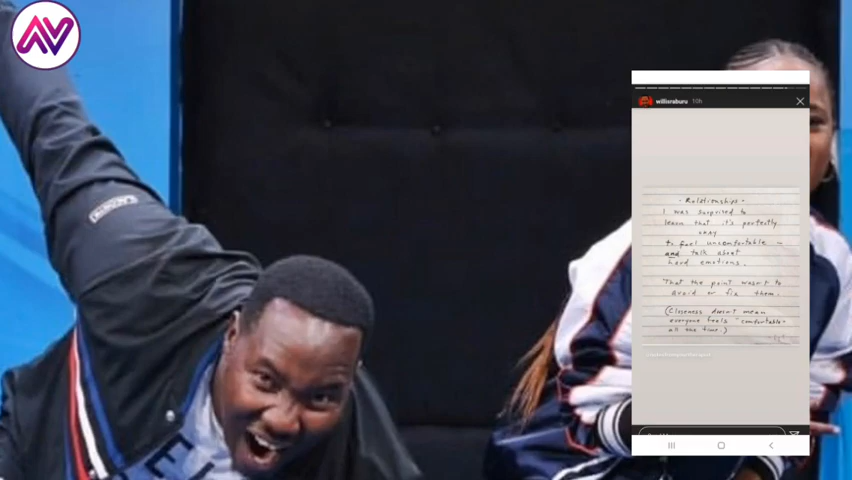 AV
willisraburu 10h
- Relationships -
I was surprised to
learn that it's perfectly
okay
to feel uncomfortable
and talk about
hard emotions.
That the point wasn't to
avoid or fix them.
(Closeness doesn't mean
everyone feels "comfortable"
all the time.)